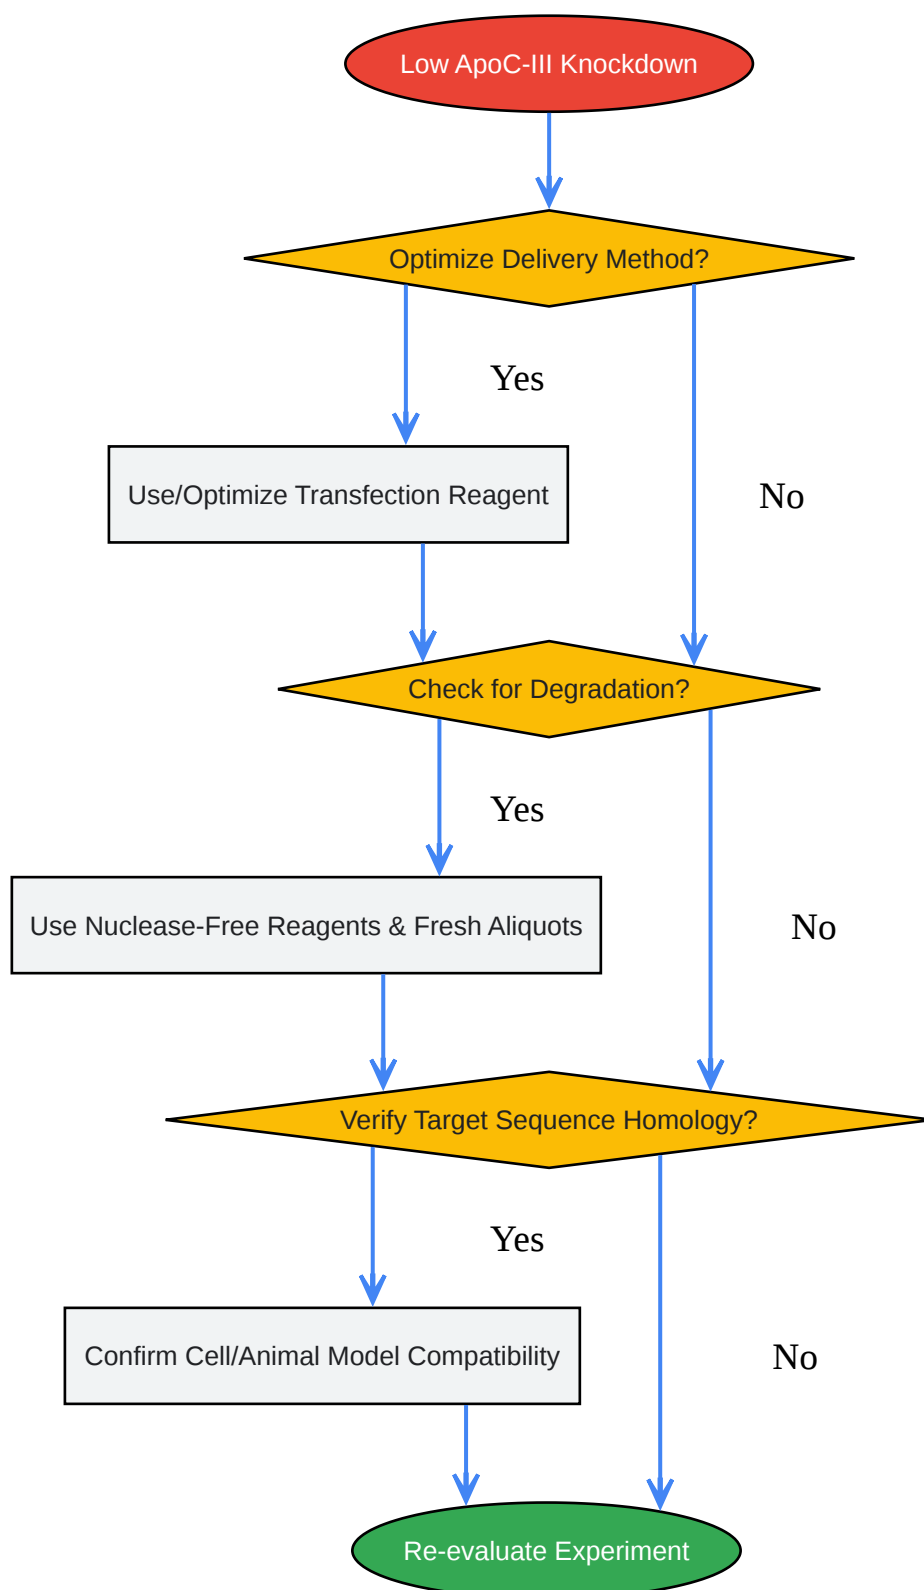 Low ApoC-III Knockdown
Optimize Delivery Method?
Yes
Use/Optimize Transfection Reagent
No
Check for Degradation?
Yes
Use Nuclease-Free Reagents & Fresh Aliquots
No
Verify Target Sequence Homology?
Yes
Confirm Cell/Animal Model Compatibility
No
Re-evaluate Experiment